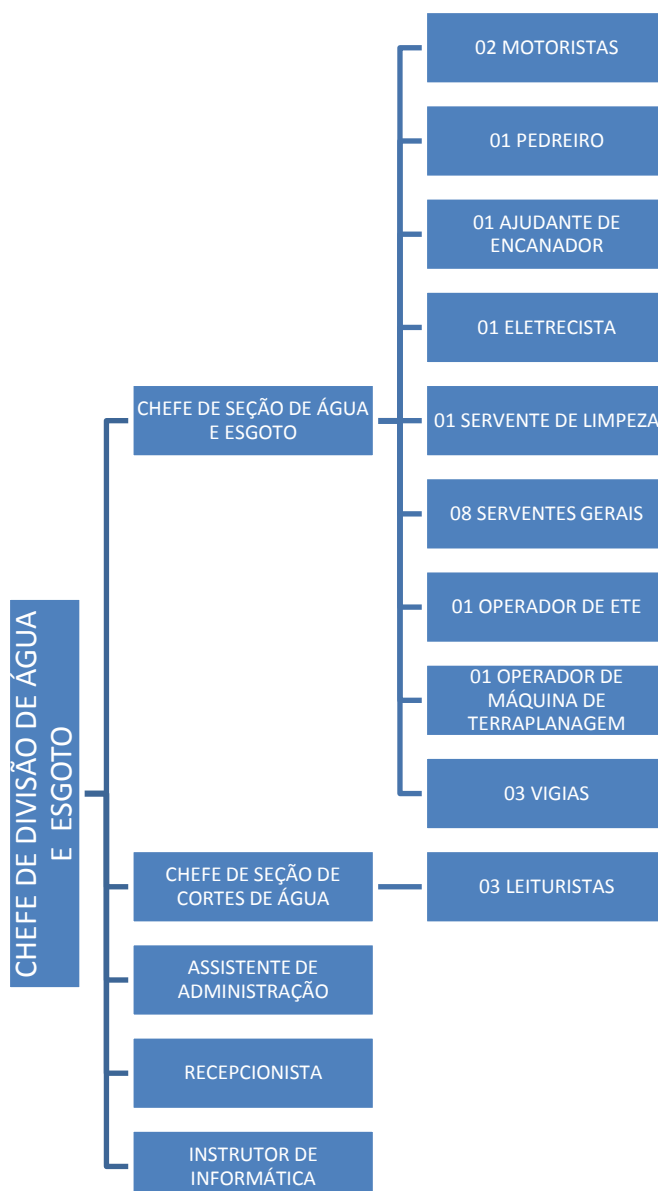 CHEFE DE DIVISÃO DE ÁGUA
E ESGOTO
CHEFE DE SEÇÃO DE ÁGUA
E ESGOTO
02 MOTORISTAS
01 PEDREIRO
01 AJUDANTE DE
ENCANADOR
01 ELETRECISTA
01 SERVENTE DE LIMPEZA
08 SERVENTES GERAIS
01 OPERADOR DE ETE
01 OPERADOR DE
MÁQUINA DE
TERRAPLANAGEM
03 VIGIAS
CHEFE DE SEÇÃO DE
CORTES DE ÁGUA
03 LEITURISTAS
ASSISTENTE DE
ADMINISTRAÇÃO
RECEPCIONISTA
INSTRUTOR DE
INFORMÁTICA